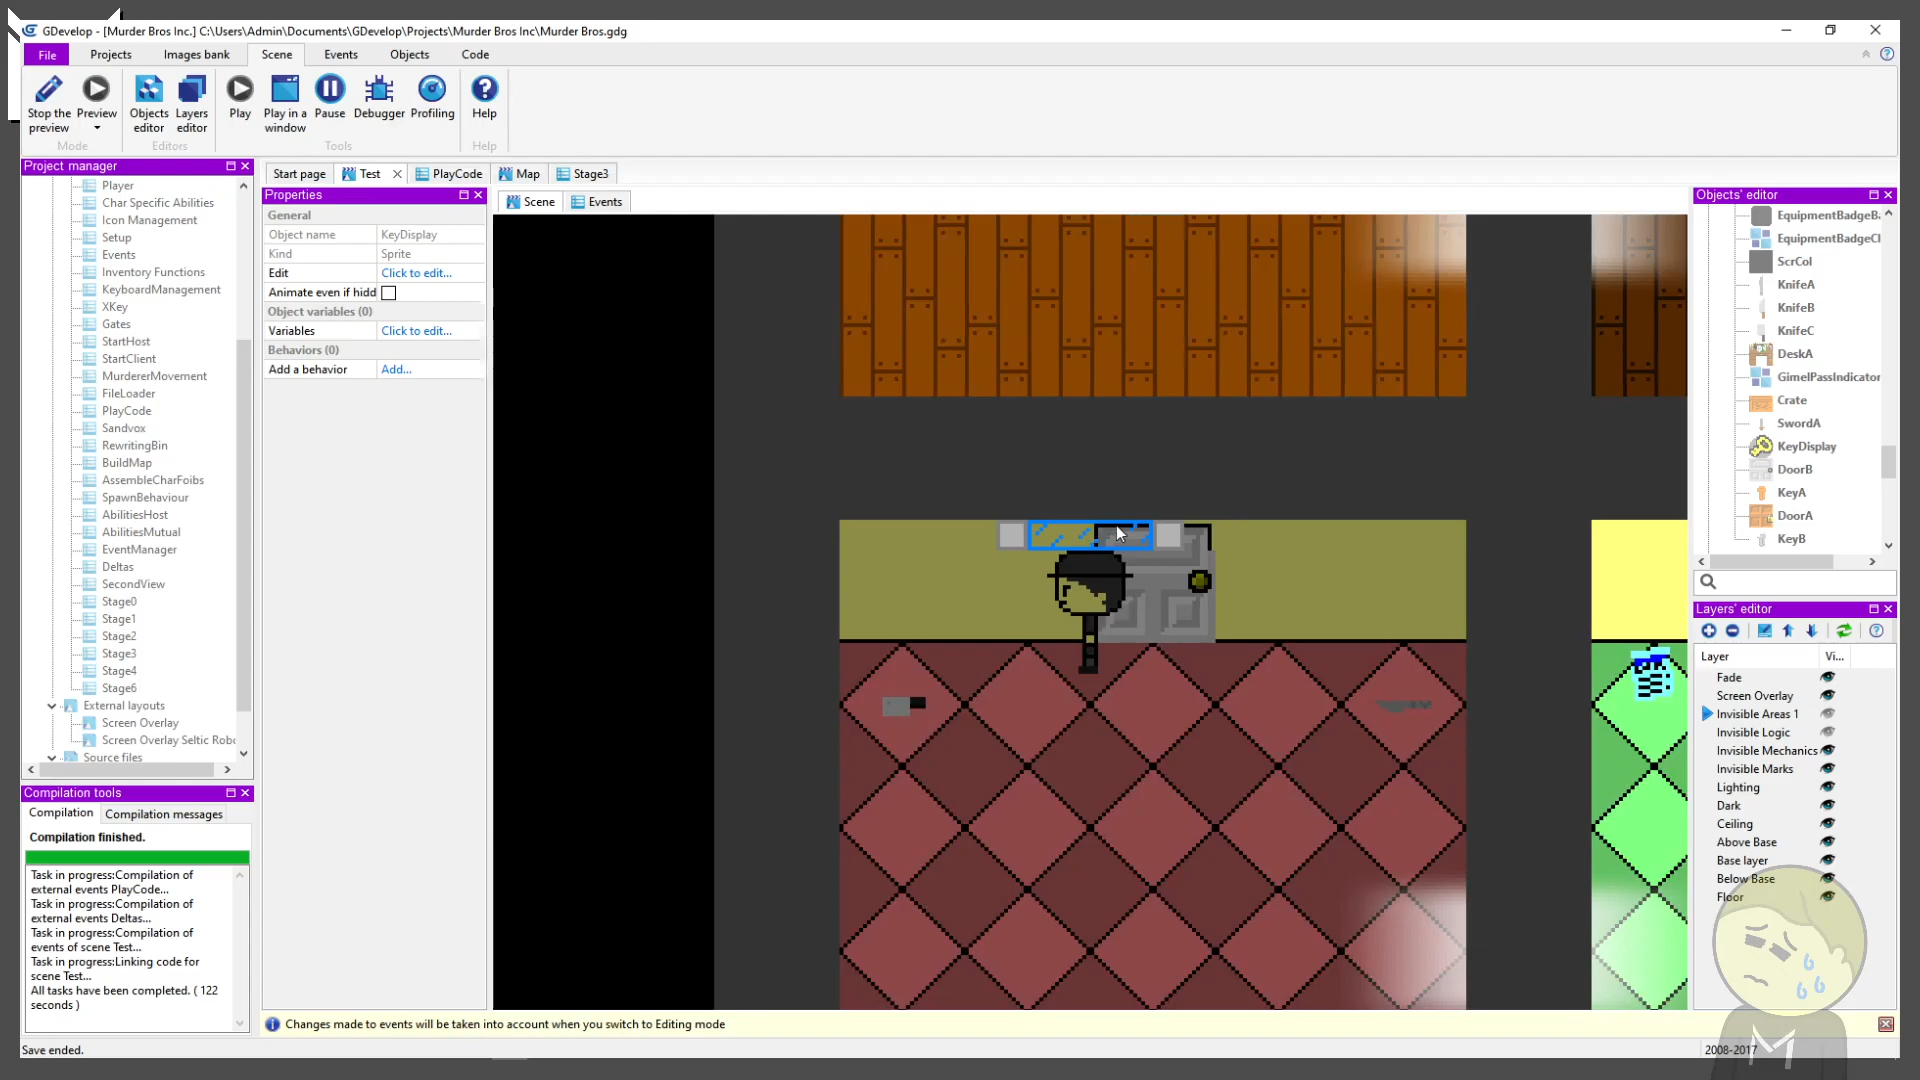 GDevelop - [Murder Bros Inc.] C:\Users\Admin\Documents\GDevelop\Projects\Murder Bros Inc\Murder Bros.gdg
File
Projects
Images bank
Scene
Events
Objects
Code
Stop the preview
Preview
Objects editor
Layers editor
Play
Play in a window
Pause
Debugger
Profiling
Help
Mode
Editors
Tools
Help
Project manager
Player
Char Specific Abilities
Icon Management
Setup
Events
Inventory Functions
KeyboardManagement
XKey
Gates
StartHost
StartClient
MurdererMovement
FileLoader
PlayCode
Sandvox
RewritingBin
BuildMap
AssembleCharFoibs
SpawnBehaviour
AbilitiesHost
AbilitiesMutual
EventManager
Deltas
SecondView
Stage0
Stage1
Stage2
Stage3
Stage4
Stage6
External layouts
Screen Overlay
Screen Overlay Seltic Robo
Source files
Compilation tools
Compilation
Compilation messages
Compilation finished.
Task in progress:Compilation of
external events PlayCode...
Task in progress:Compilation of
external events Deltas...
Task in progress:Compilation of
events of scene Test...
Task in progress:Linking code for
scene Test...
All tasks have been completed. ( 122
seconds )
Save ended.
Start page
Test
PlayCode
Map
Stage3
Properties
General
Object name KeyDisplay
Kind Sprite
Edit Click to edit...
Animate even if hidd
Object variables (0)
Variables Click to edit...
Behaviors (0)
Add a behavior Add...
Scene
Events
Changes made to events will be taken into account when you switch to Editing mode
Objects' editor
EquipmentBadgeBa
EquipmentBadgeCl
ScrCol
KnifeA
KnifeB
KnifeC
DeskA
GimelPassIndicator
Crate
SwordA
KeyDisplay
DoorB
KeyA
DoorA
KeyB
Layers' editor
Layer Vi...
Fade
Screen Overlay
Invisible Areas 1
Invisible Logic
Invisible Mechanics
Invisible Marks
Lighting
Dark
Ceiling
Above Base
Base layer
Below Base
Floor
2008-2017